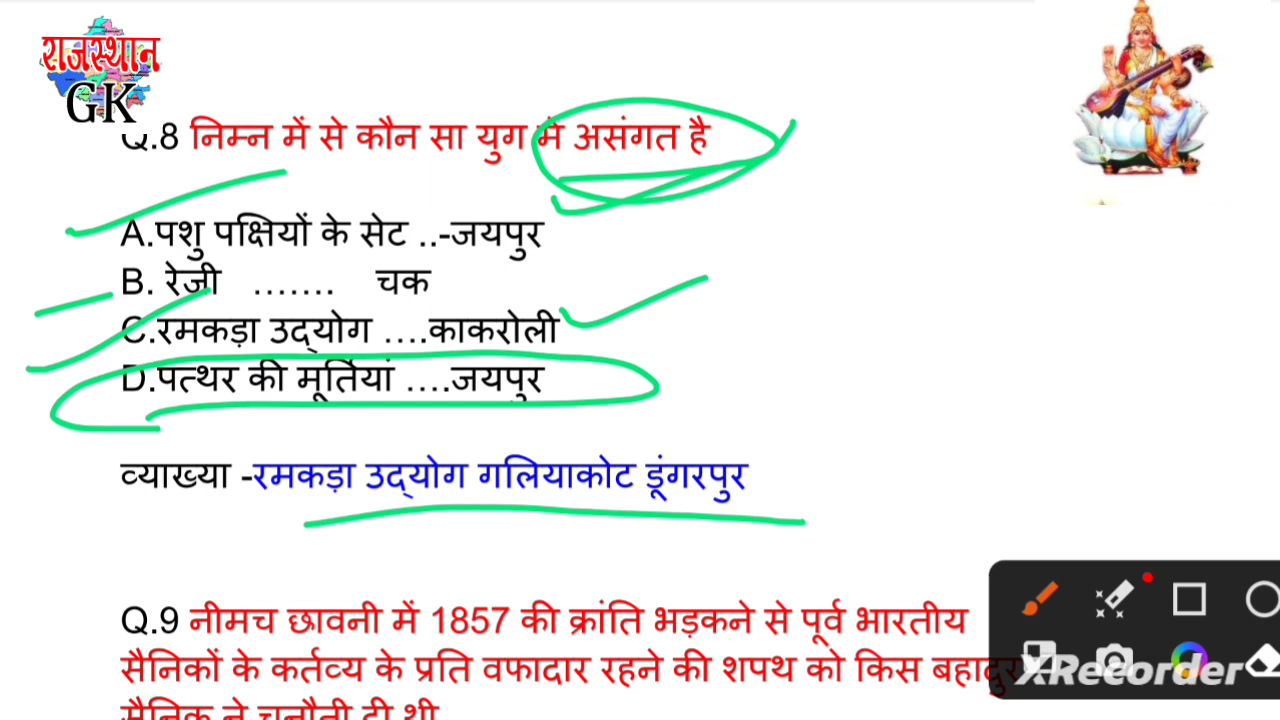 राजस्थान
GK
Q.8 निम्न में से कौन सा युग मे असंगत है
A.पशु पक्षियों के सेट ..-जयपुर
B. रेजी ....... चक
C.रमकड़ा उद्योग ....काकरोली
D.पत्थर की मूर्तियां ....जयपुर
व्याख्या -रमकड़ा उद्योग गलियाकोट डूंगरपुर
Q.9 नीमच छावनी में 1857 की क्रांति भड़कने से पूर्व भारतीय
सैनिकों के कर्तव्य के प्रति वफादार रहने की शपथ को किस
XRecorder
सैनिक ने चुनौती दी थी